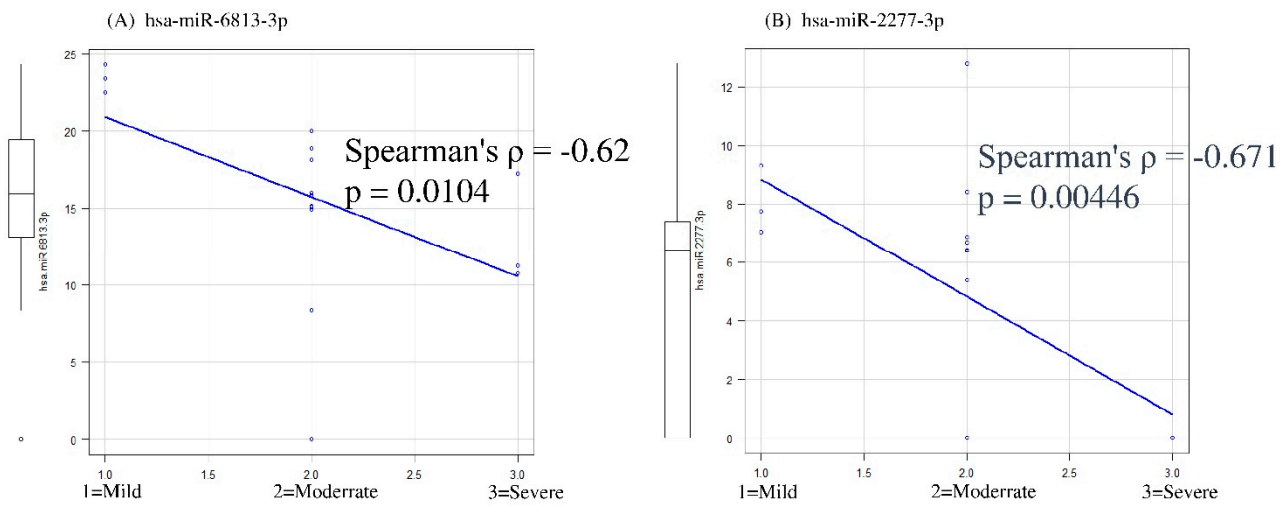 (A) hsa-miR-6813-3p
25
20
15
10
5
0
hsa.miR.6813.3p
Spearman's ρ = -0.62
p = 0.0104
1.0 1.5 2.0 2.5 3.0
1=Mild 2=Moderrate 3=Severe
(B) hsa-miR-2277-3p
12
10
8
6
4
2
0
hsa.miR.2277.3p
Spearman's ρ = -0.671
p = 0.00446
1.0 1.5 2.0 2.5 3.0
1=Mild 2=Moderrate 3=Severe